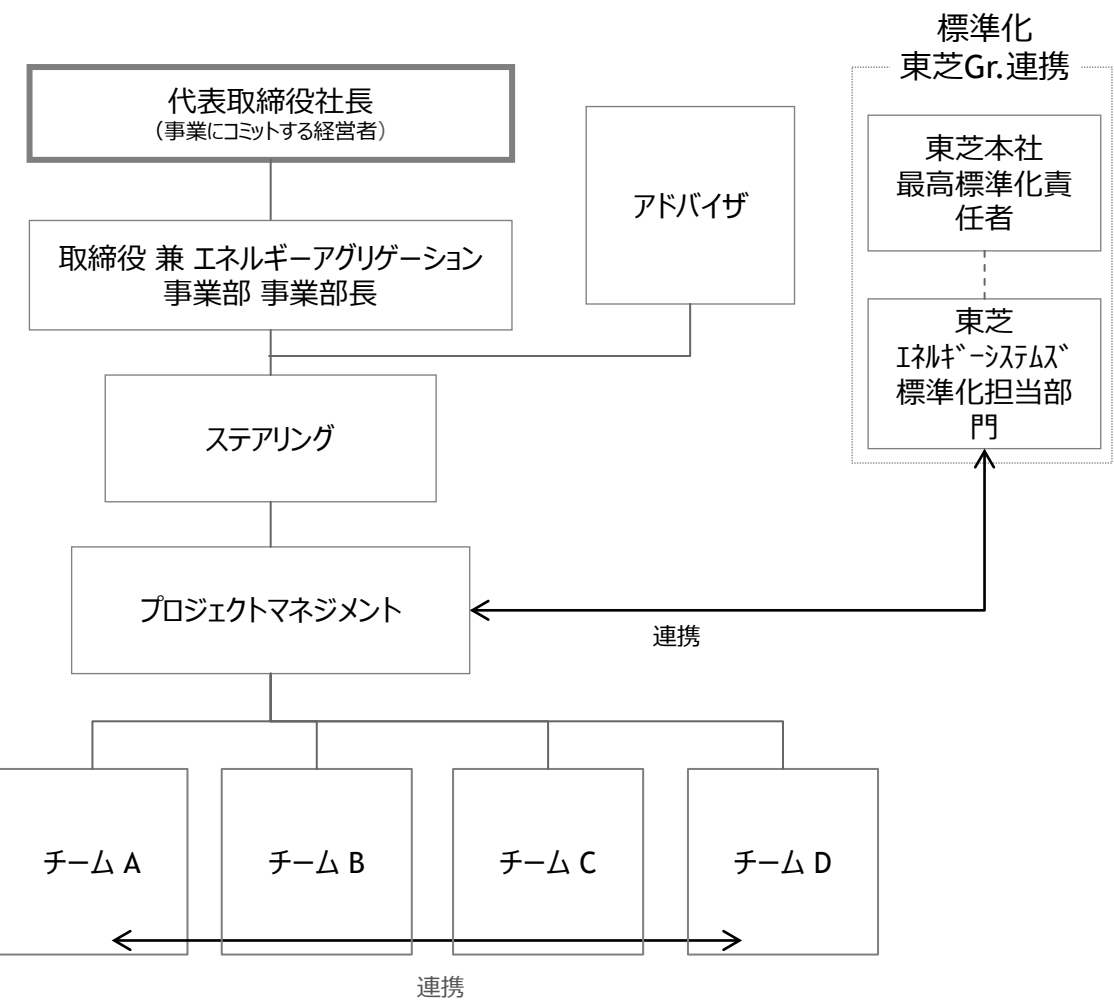 標準化
東芝Gr.連携
代表取締役社長
（事業にコミットする経営者）
アドバイザ
東芝本社
最高標準化責
任者
取締役 兼 エネルギーアグリゲーション
事業部 事業部長
東芝
ｴﾈﾙｷﾞｰｼｽﾃﾑｽﾞ
標準化担当部
門
ステアリング
プロジェクトマネジメント
連携
チーム A
チーム B
チーム C
チーム D
連携